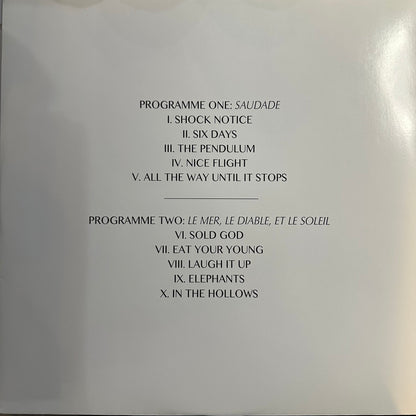 PROGRAMME ONE: SAUDADE
I. SHOCK NOTICE
II. SIX DAYS
III. THE PENDULUM
IV. NICE FLIGHT
V. ALL THE WAY UNTIL IT STOPS
PROGRAMME TWO: LE MER, LE DIABLE, ET LE SOLEIL
VI. SOLD GOD
VII. EAT YOUR YOUNG
VIII. LAUGH IT UP
IX. ELEPHANTS
X. IN THE HOLLOWS